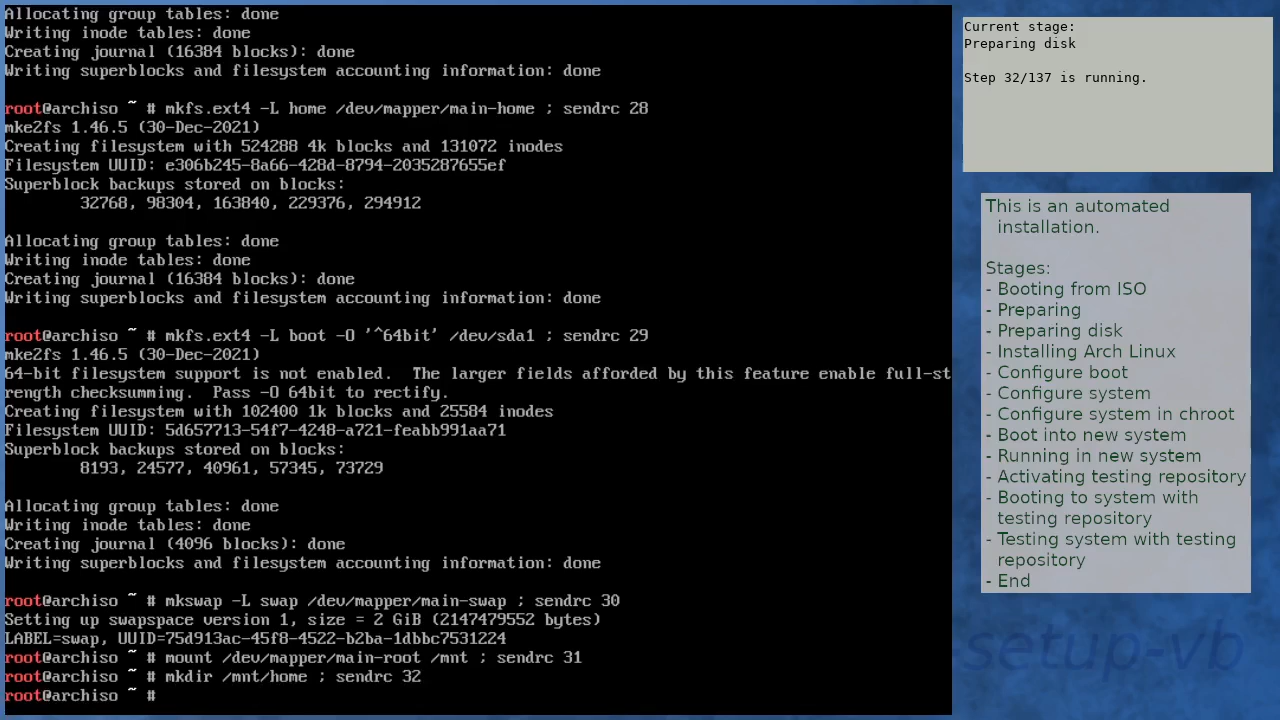 Allocating group tables: done
Writing inode tables: done
Creating journal (16384 blocks): done
Writing superblocks and filesystem accounting information: done
root@archiso ~ # mkfs.ext4 -L home /dev/mapper/main-home ; sendrc 28
mke2fs 1.46.5 (30-Dec-2021)
Creating filesystem with 524288 4k blocks and 131072 inodes
Filesystem UUID: e306b245-8a66-428d-8794-2035287655ef
Superblock backups stored on blocks:
        32768, 98304, 163840, 229376, 294912
Allocating group tables: done
Writing inode tables: done
Creating journal (16384 blocks): done
Writing superblocks and filesystem accounting information: done
root@archiso ~ # mkfs.ext4 -L boot -O '^64bit' /dev/sda1 ; sendrc 29
mke2fs 1.46.5 (30-Dec-2021)
64-bit filesystem support is not enabled.  The larger fields afforded by this feature enable full-st
rength checksumming.  Pass -O 64bit to rectify.
Creating filesystem with 102400 1k blocks and 25584 inodes
Filesystem UUID: 5d657713-54f7-4248-a721-feabb991aa71
Superblock backups stored on blocks:
        8193, 24577, 40961, 57345, 73729
Allocating group tables: done
Writing inode tables: done
Creating journal (4096 blocks): done
Writing superblocks and filesystem accounting information: done
root@archiso ~ # mkswap -L swap /dev/mapper/main-swap ; sendrc 30
Setting up swapspace version 1, size = 2 GiB (2147479552 bytes)
LABEL=swap, UUID=75d913ac-45f8-4522-b2ba-1dbbc7531224
root@archiso ~ # mount /dev/mapper/main-root /mnt ; sendrc 31
root@archiso ~ # mkdir /mnt/home ; sendrc 32
root@archiso ~ #
Current stage:
Preparing disk
Step 32/137 is running.
This is an automated
installation.
Stages:
- Booting from ISO
- Preparing
- Preparing disk
- Installing Arch Linux
- Configure boot
- Configure system
- Configure system in chroot
- Boot into new system
- Running in new system
- Activating testing repository
- Booting to system with
testing repository
- Testing system with testing
repository
- End
setup-vb